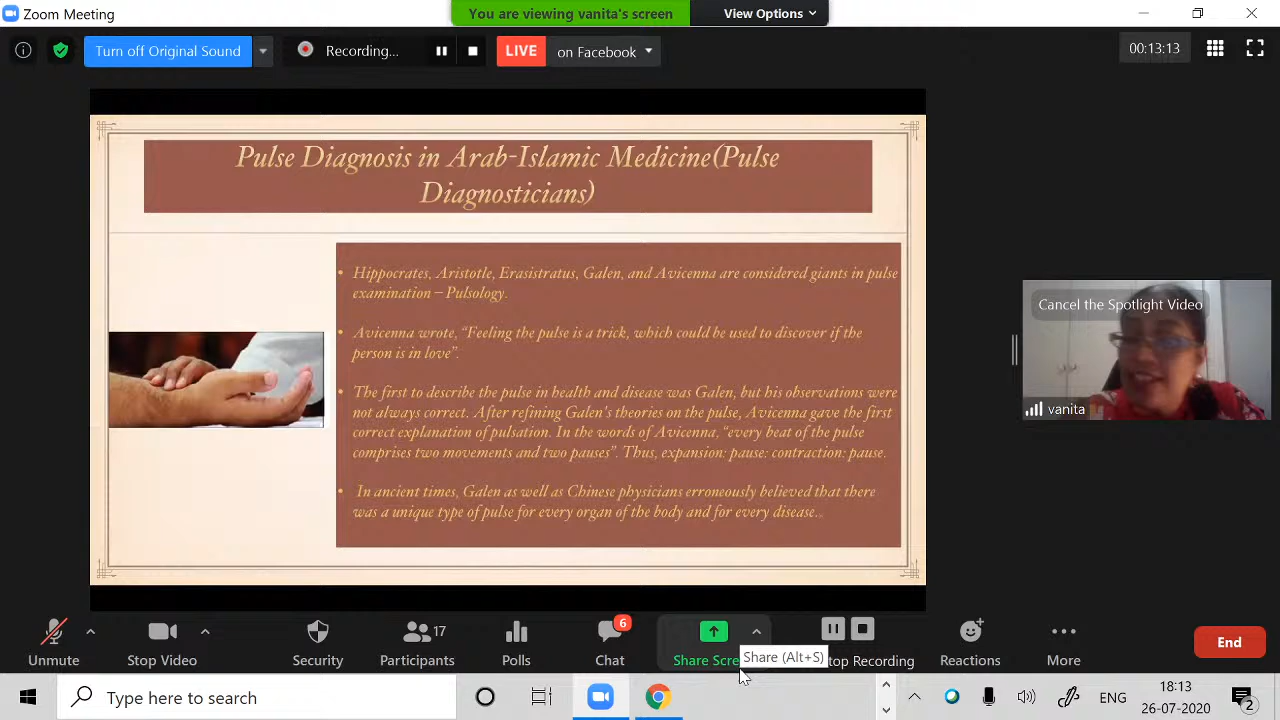 Zoom Meeting
You are viewing vanita's screen
View Options
Turn off Original Sound
Recording...
LIVE
on Facebook
00:13:13
Pulse Diagnosis in Arab-Islamic Medicine(Pulse
Diagnosticians)
• Hippocrates, Aristotle, Erasistratus, Galen, and Avicenna are considered giants in pulse
examination – Pulsology.
• Avicenna wrote, “Feeling the pulse is a trick, which could be used to discover if the
person is in love”.
• The first to describe the pulse in health and disease was Galen, but his observations were
not always correct. After refining Galen's theories on the pulse, Avicenna gave the first
correct explanation of pulsation. In the words of Avicenna, “every beat of the pulse
comprises two movements and two pauses”. Thus, expansion: pause: contraction: pause.
• In ancient times, Galen as well as Chinese physicians erroneously believed that there
was a unique type of pulse for every organ of the body and for every disease..
Cancel the Spotlight Video
vanita
17
6
Unmute
Stop Video
Security
Participants
Polls
Chat
Share Scre
Share (Alt+S)
top Recording
Reactions
More
End
Type here to search
ENG
18:13
26-07-2020
2